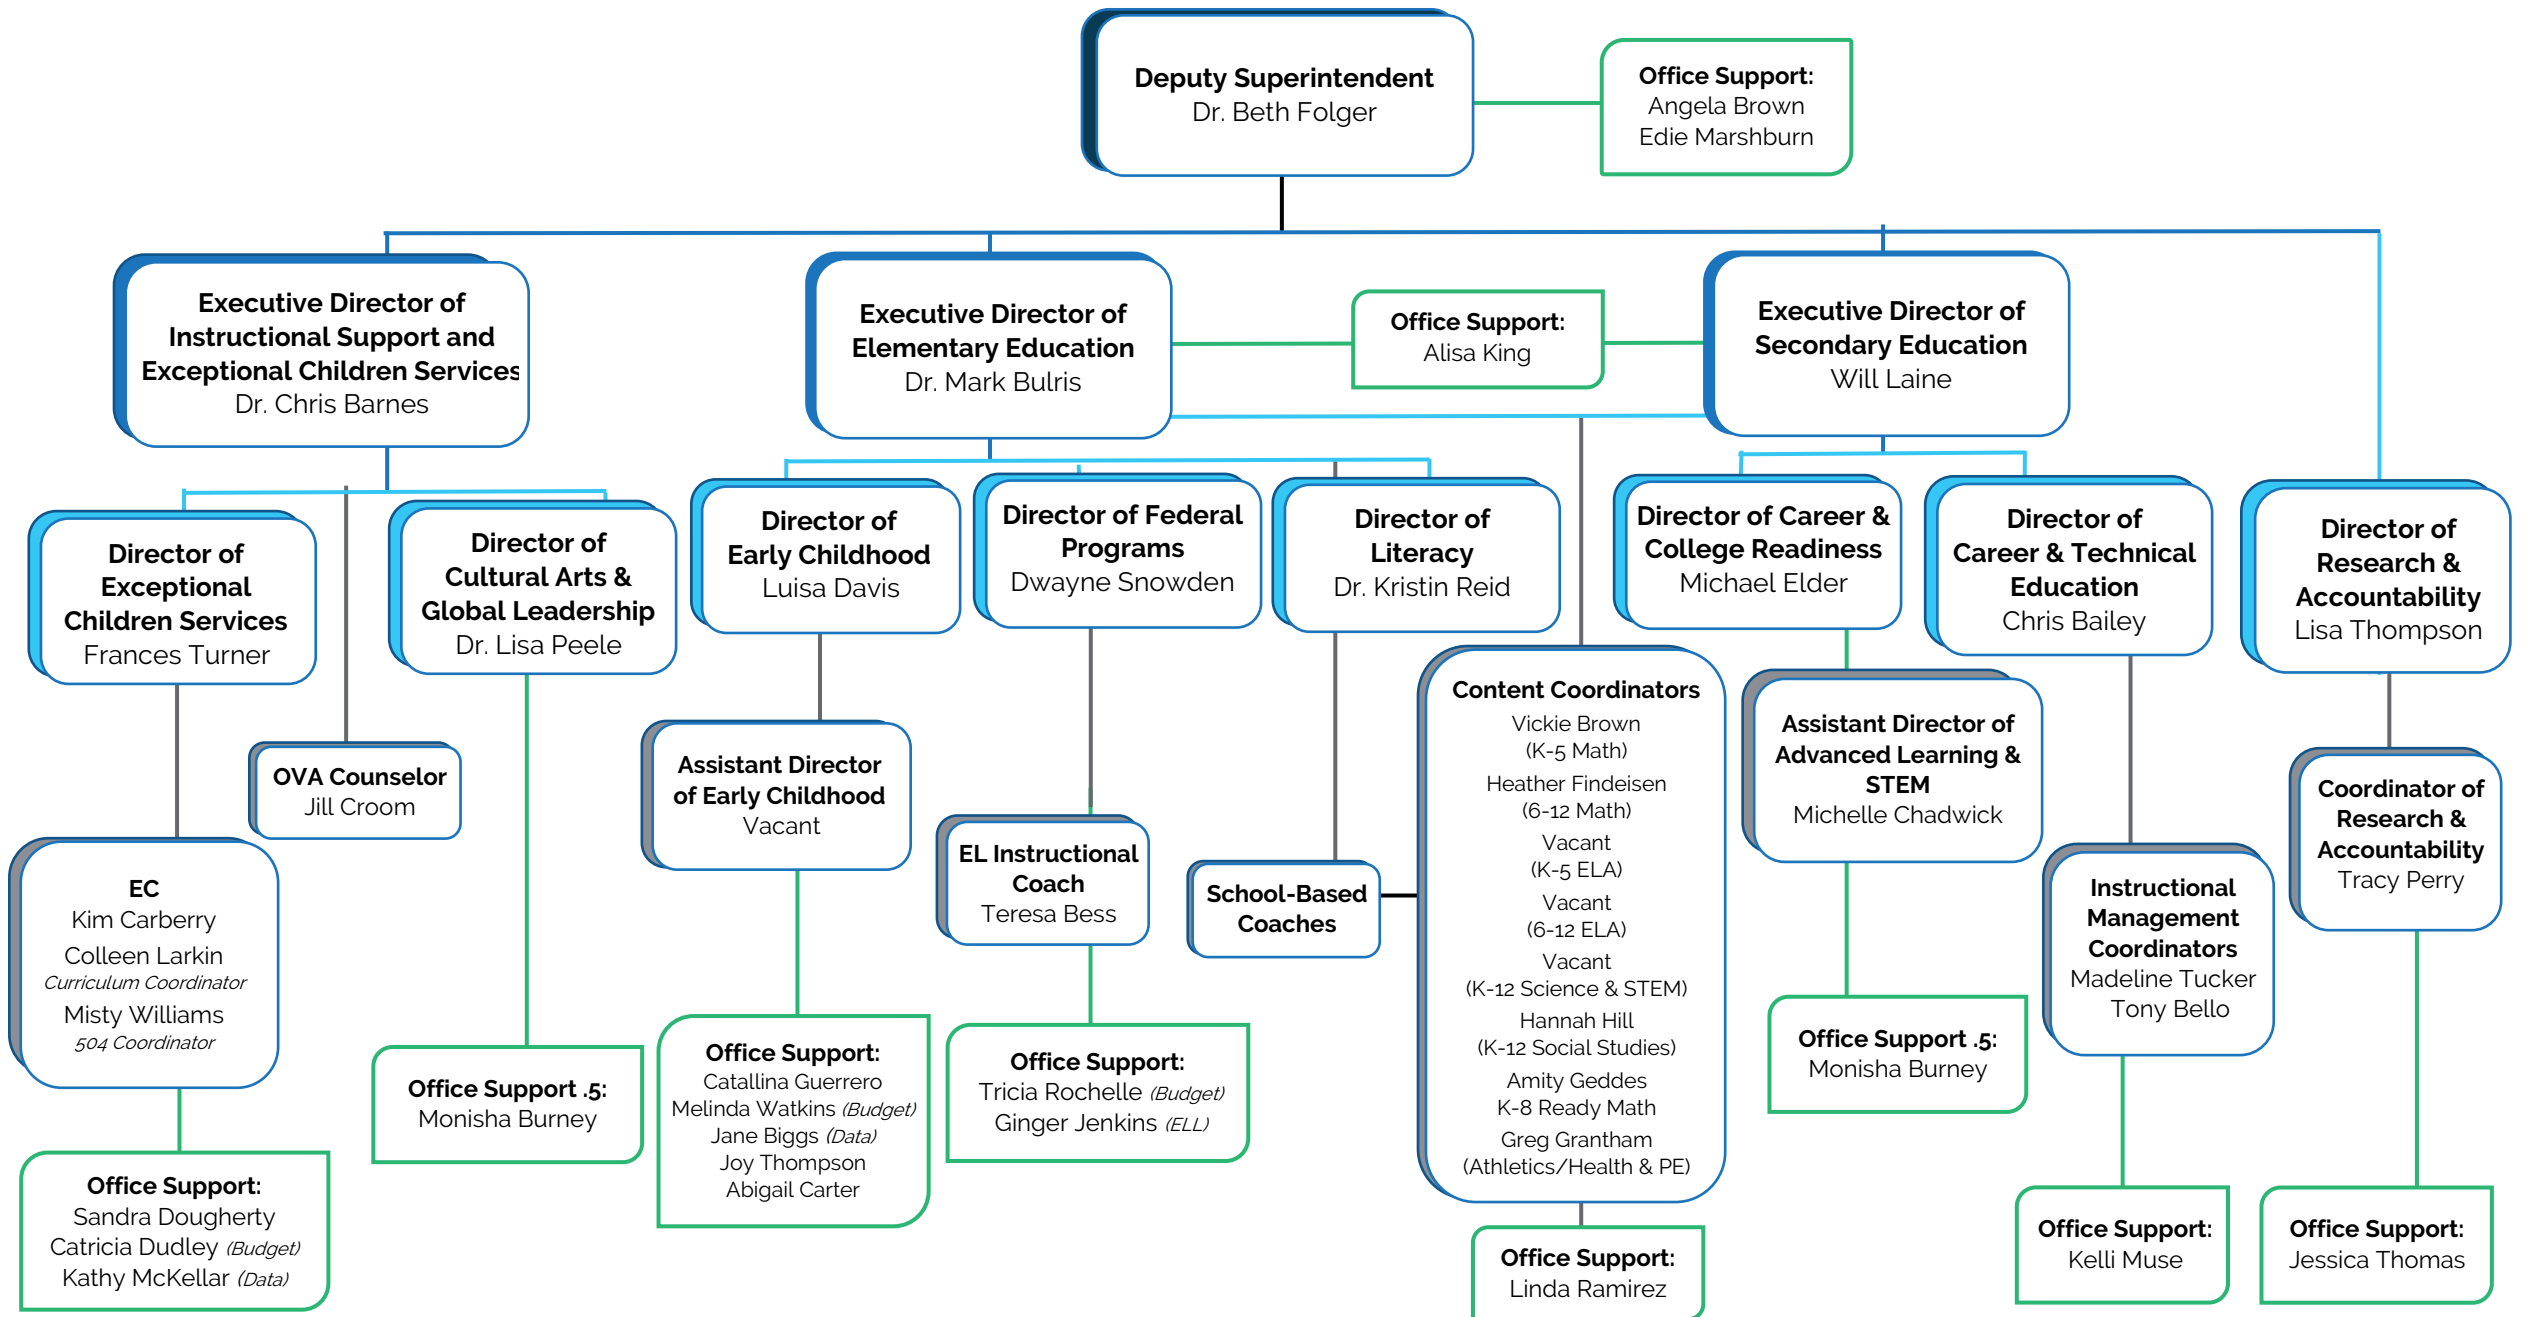 Deputy Superintendent
Dr. Beth Folger
Office Support:
Angela Brown
Edie Marshburn
Executive Director of
Instructional Support and
Exceptional Children Services
Dr. Chris Barnes
Executive Director of
Elementary Education
Dr. Mark Bulris
Office Support:
Alisa King
Executive Director of
Secondary Education
Will Laine
Director of
Exceptional
Children Services
Frances Turner
Director of
Cultural Arts &
Global Leadership
Dr. Lisa Peele
Director of
Early Childhood
Luisa Davis
Director of Federal
Programs
Dwayne Snowden
Director of
Literacy
Dr. Kristin Reid
Director of Career &
College Readiness
Michael Elder
Director of
Career & Technical
Education
Chris Bailey
Director of
Research &
Accountability
Lisa Thompson
OVA Counselor
Jill Croom
Assistant Director
of Early Childhood
Vacant
EL Instructional
Coach
Teresa Bess
School-Based
Coaches
Content Coordinators
Vickie Brown
(K-5 Math)
Heather Findeisen
(6-12 Math)
Vacant
(K-5 ELA)
Vacant
(6-12 ELA)
Vacant
(K-12 Science & STEM)
Hannah Hill
(K-12 Social Studies)
Amity Geddes
K-8 Ready Math
Greg Grantham
(Athletics/Health & PE)
Assistant Director of
Advanced Learning &
STEM
Michelle Chadwick
Instructional
Management
Coordinators
Madeline Tucker
Tony Bello
Coordinator of
Research &
Accountability
Tracy Perry
EC
Kim Carberry
Colleen Larkin
Curriculum Coordinator
Misty Williams
504 Coordinator
Office Support:
Sandra Dougherty
Catricia Dudley (Budget)
Kathy McKellar (Data)
Office Support .5:
Monisha Burney
Office Support:
Catallina Guerrero
Melinda Watkins (Budget)
Jane Biggs (Data)
Joy Thompson
Abigail Carter
Office Support:
Tricia Rochelle (Budget)
Ginger Jenkins (ELL)
Office Support:
Linda Ramirez
Office Support .5:
Monisha Burney
Office Support:
Kelli Muse
Office Support:
Jessica Thomas